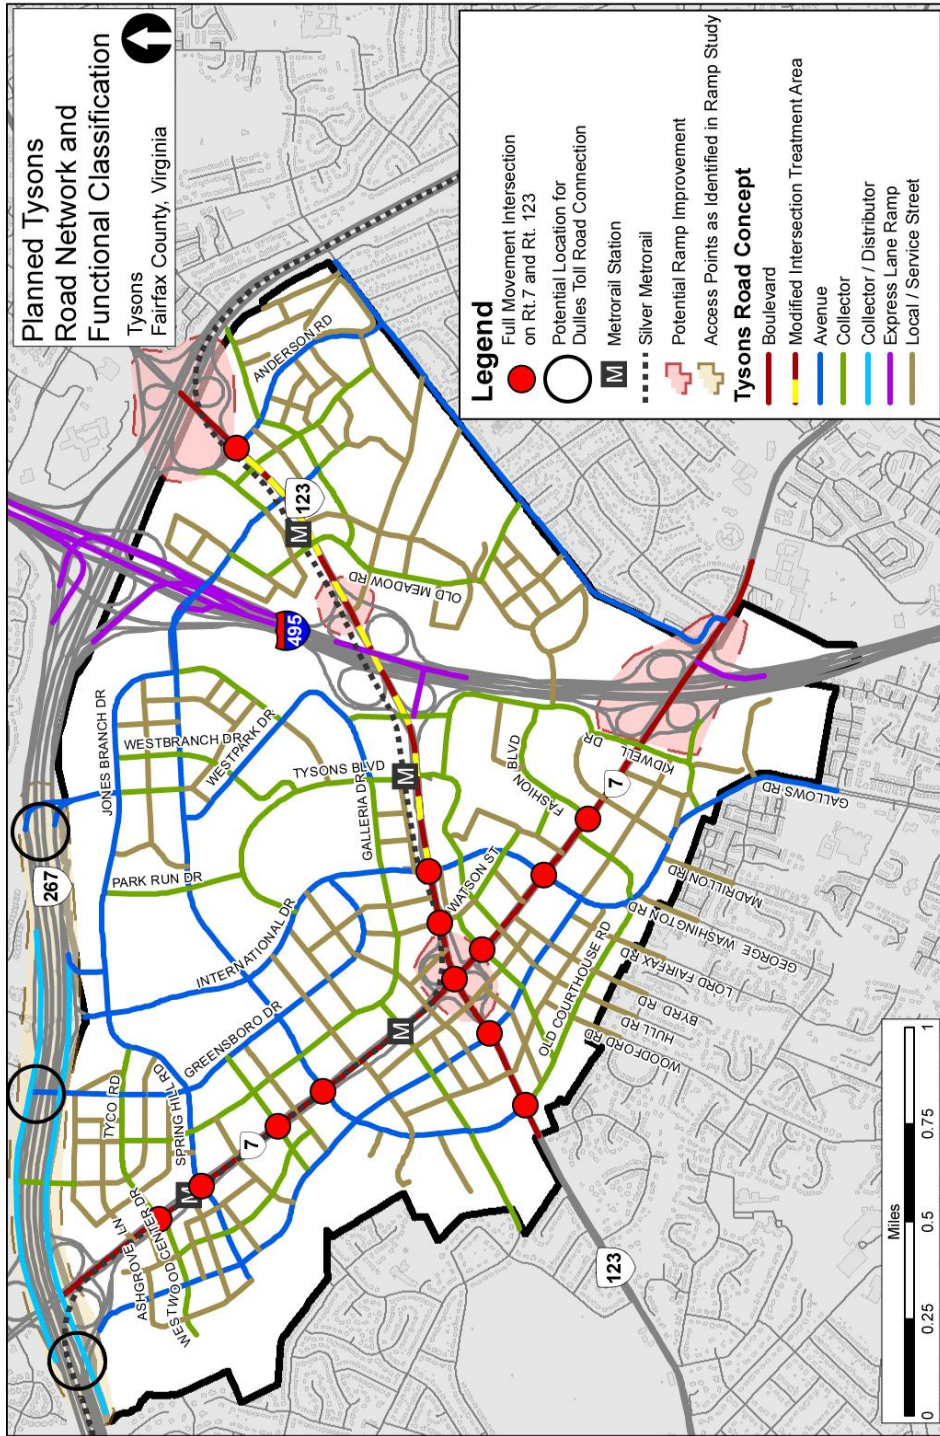 Planned Tysons
Road Network and
Functional Classification
Tysons
Fairfax County, Virginia
Legend
Full Movement Intersection
on Rt.7 and Rt. 123
Potential Location for
Dulles Toll Road Connection
M
Metrorail Station
Silver Metrorail
Potential Ramp Improvement
Access Points as Identified in Ramp Study
Tysons Road Concept
Boulevard
Modified Intersection Treatment Area
Avenue
Collector
Collector / Distributor
Express Lane Ramp
Local / Service Street
ANDERSON RD
123
M
OLD MEADOW RD
495
JONES BRANCH DR
WESTBRANCH DR
WESTPARK DR
TYSONS BLVD
GALLERIA DR
M
FASHION BLVD
KIDWELL DR
7
GALLOWS RD
267
PARK RUN DR
INTERNATIONAL DR
WATSON ST
MADRILLON RD
GEORGE WASHINGTON RD
LORD FAIRFAX RD
BYRD RD
HULL RD
WOODFORD RD
OLD COURTHOUSE RD
GREENSBORO DR
M
TYCO RD
SPRING HILL RD
7
M
ASHGROVE LN
WESTWOOD CENTER DR
123
Miles
0 0.25 0.5 0.75 1